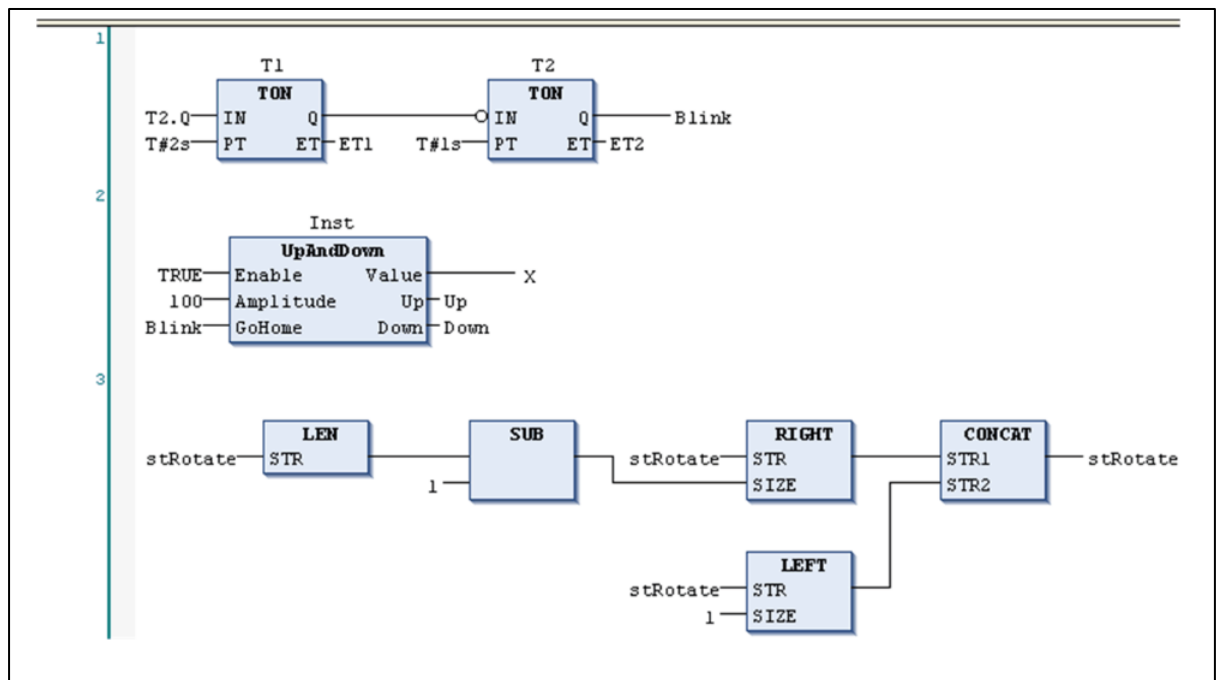 1
T1 T2
TON TON
T2.Q IN Q IN Q Blink
T#2s PT ET ET1 T#1s PT ET ET2
2
Inst
UpAndDown
TRUE Enable Value X
100 Amplitude Up Up
Blink GoHome Down Down
3
LEN SUB RIGHT CONCAT
stRotate STR stRotate STR STR1 stRotate
1 SIZE STR2
LEFT
stRotate STR
1 SIZE